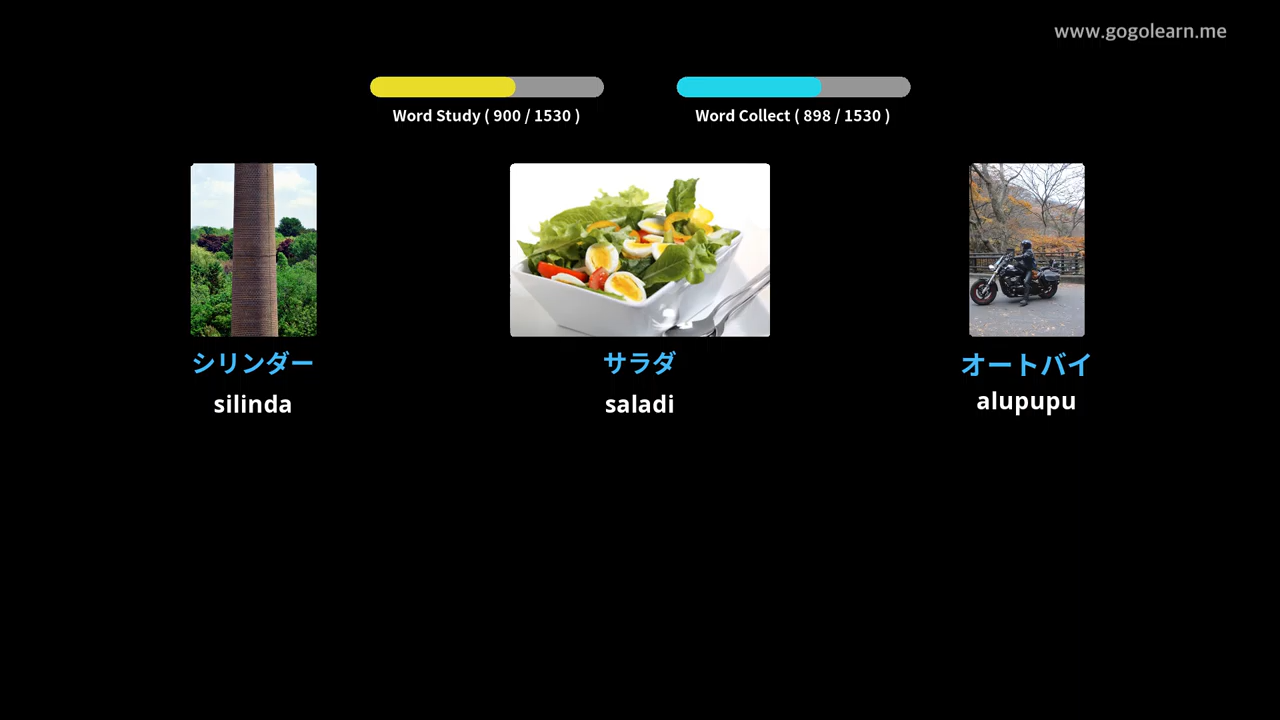 www.gogolearn.me
Word Study ( 900 / 1530 )
Word Collect ( 898 / 1530 )
シリンダー
silinda
サラダ
saladi
オートバイ
alupupu